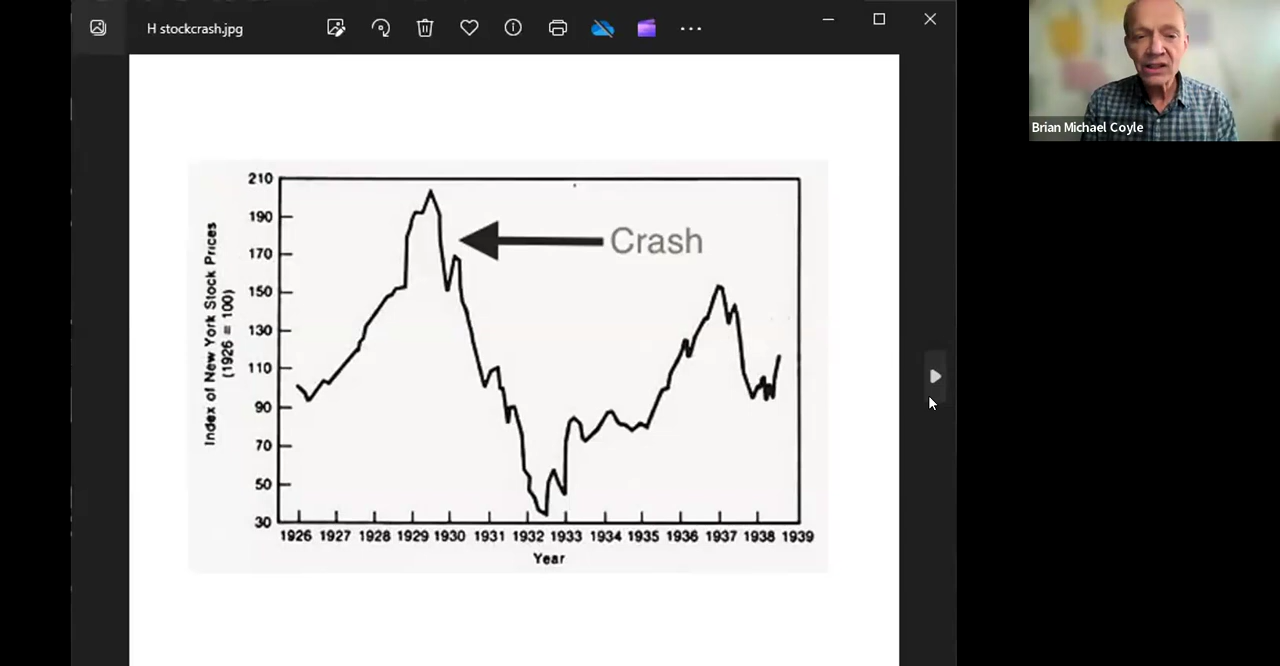 H stockcrash.jpg
Brian Michael Coyle
210
190
170
150
130
110
90
70
50
30
Index of New York Stock Prices
(1926 = 100)
Crash
1926 1927 1928 1929 1930 1931 1932 1933 1934 1935 1936 1937 1938 1939
Year